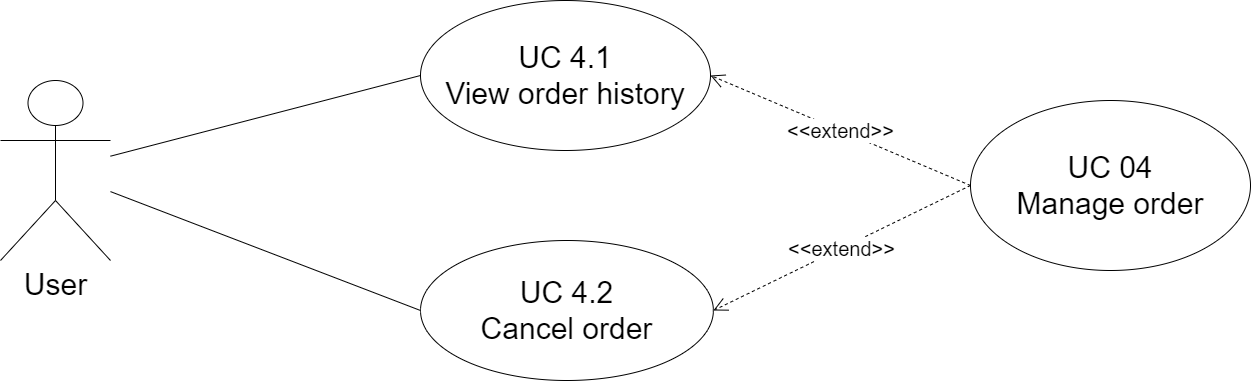 UC 4.1
View order history
<<extend>>
UC 04
Manage order
<<extend>>
User
UC 4.2
Cancel order